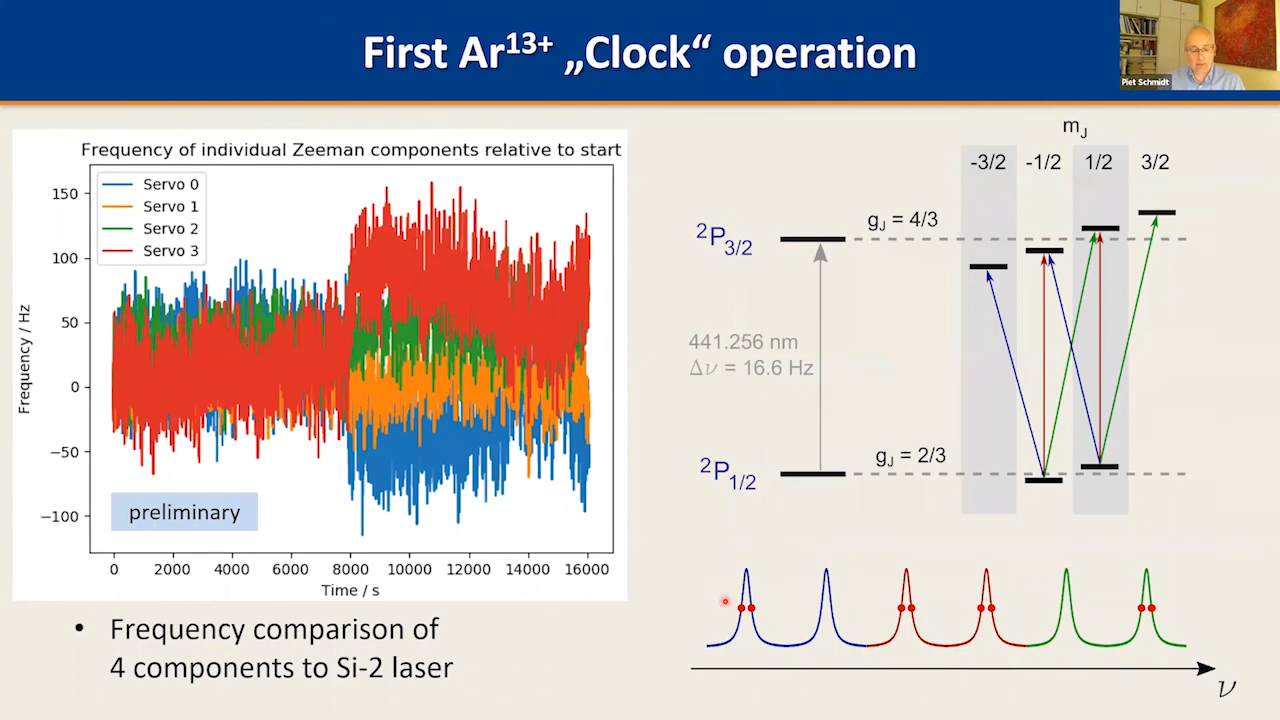 First Ar¹³⁺ „Clock“ operation
Piet Schmidt
Frequency of individual Zeeman components relative to start
Servo 0
Servo 1
Servo 2
Servo 3
Frequency / Hz
150
100
50
0
−50
−100
preliminary
0 2000 4000 6000 8000 10000 12000 14000 16000
Time / s
• Frequency comparison of
4 components to Si-2 laser
m_J
-3/2 -1/2 1/2 3/2
²P₃/₂
g_J = 4/3
441.256 nm
Δν = 16.6 Hz
²P₁/₂
g_J = 2/3
ν